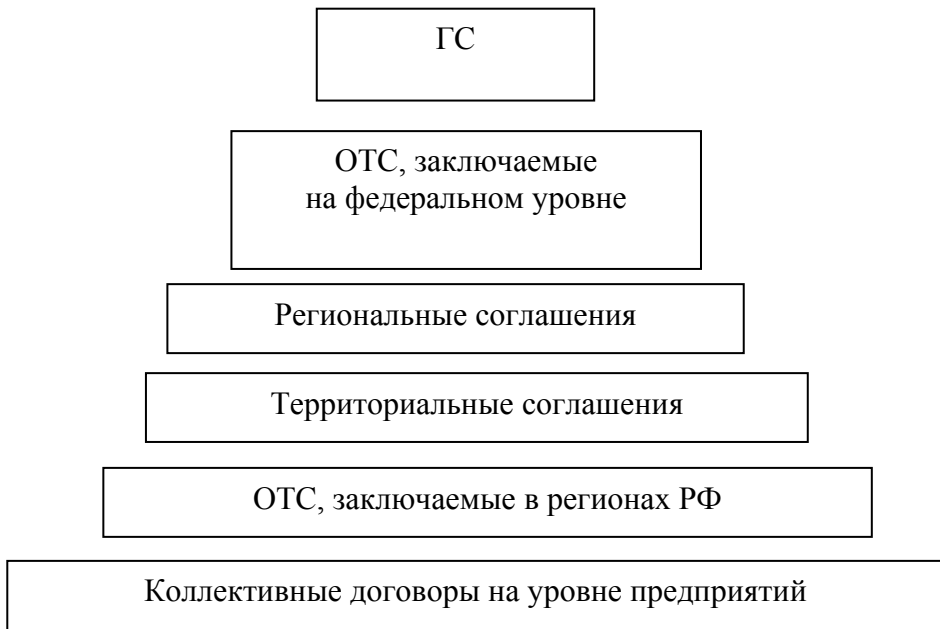 ГС
ОТС, заключаемые
на федеральном уровне
Региональные соглашения
Территориальные соглашения
ОТС, заключаемые в регионах РФ
Коллективные договоры на уровне предприятий